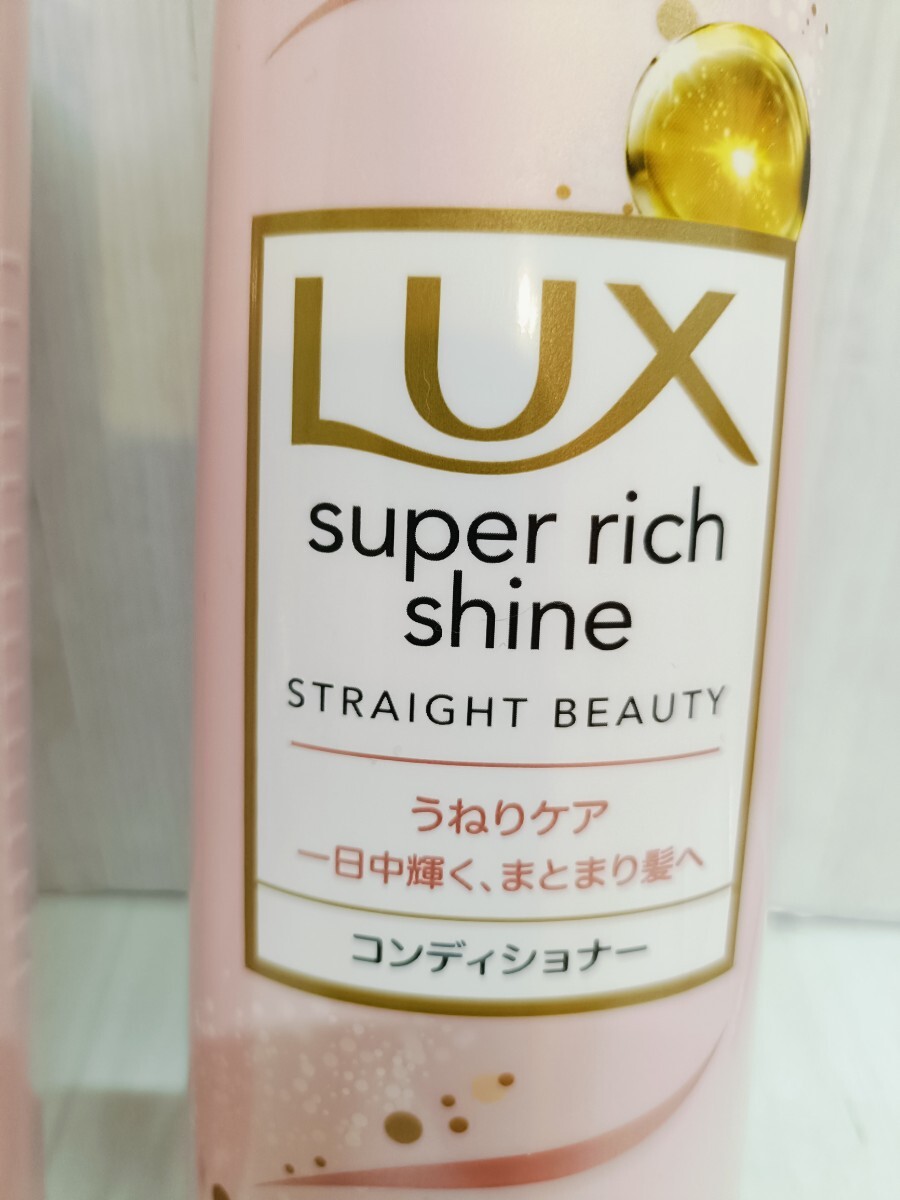 LUX
super rich
shine
STRAIGHT BEAUTY
うねりケア
一日中輝く、まとまり髪へ
コンディショナー